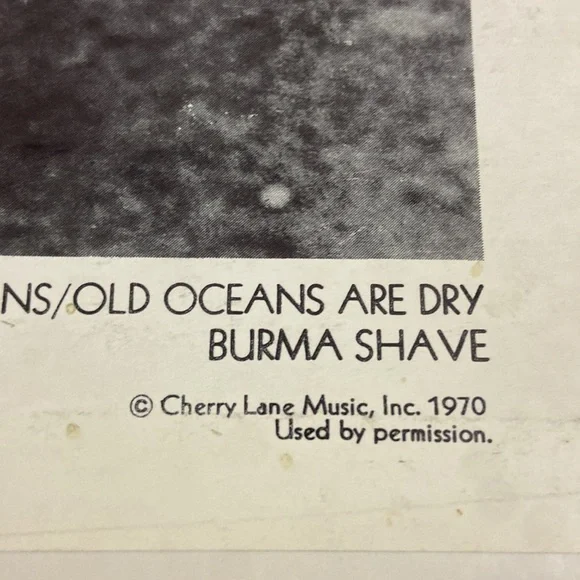 NS/OLD OCEANS ARE DRY
BURMA SHAVE
© Cherry Lane Music, Inc. 1970
Used by permission.